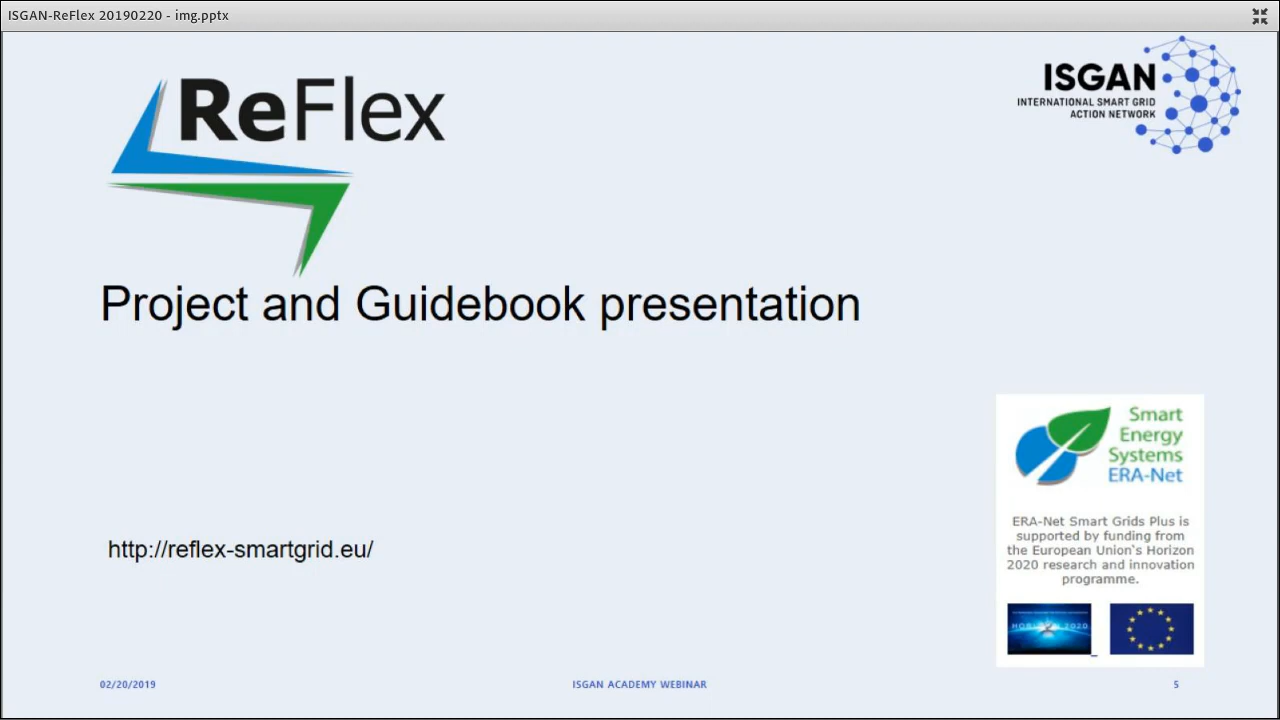 ISGAN-ReFlex 20190220 - img.pptx
ReFlex
ISGAN
INTERNATIONAL SMART GRID
ACTION NETWORK
Project and Guidebook presentation
Smart
Energy
Systems
ERA-Net
ERA-Net Smart Grids Plus is
supported by funding from
the European Union's Horizon
2020 research and innovation
programme.
http://reflex-smartgrid.eu/
HORIZON 2020
02/20/2019
ISGAN ACADEMY WEBINAR
5